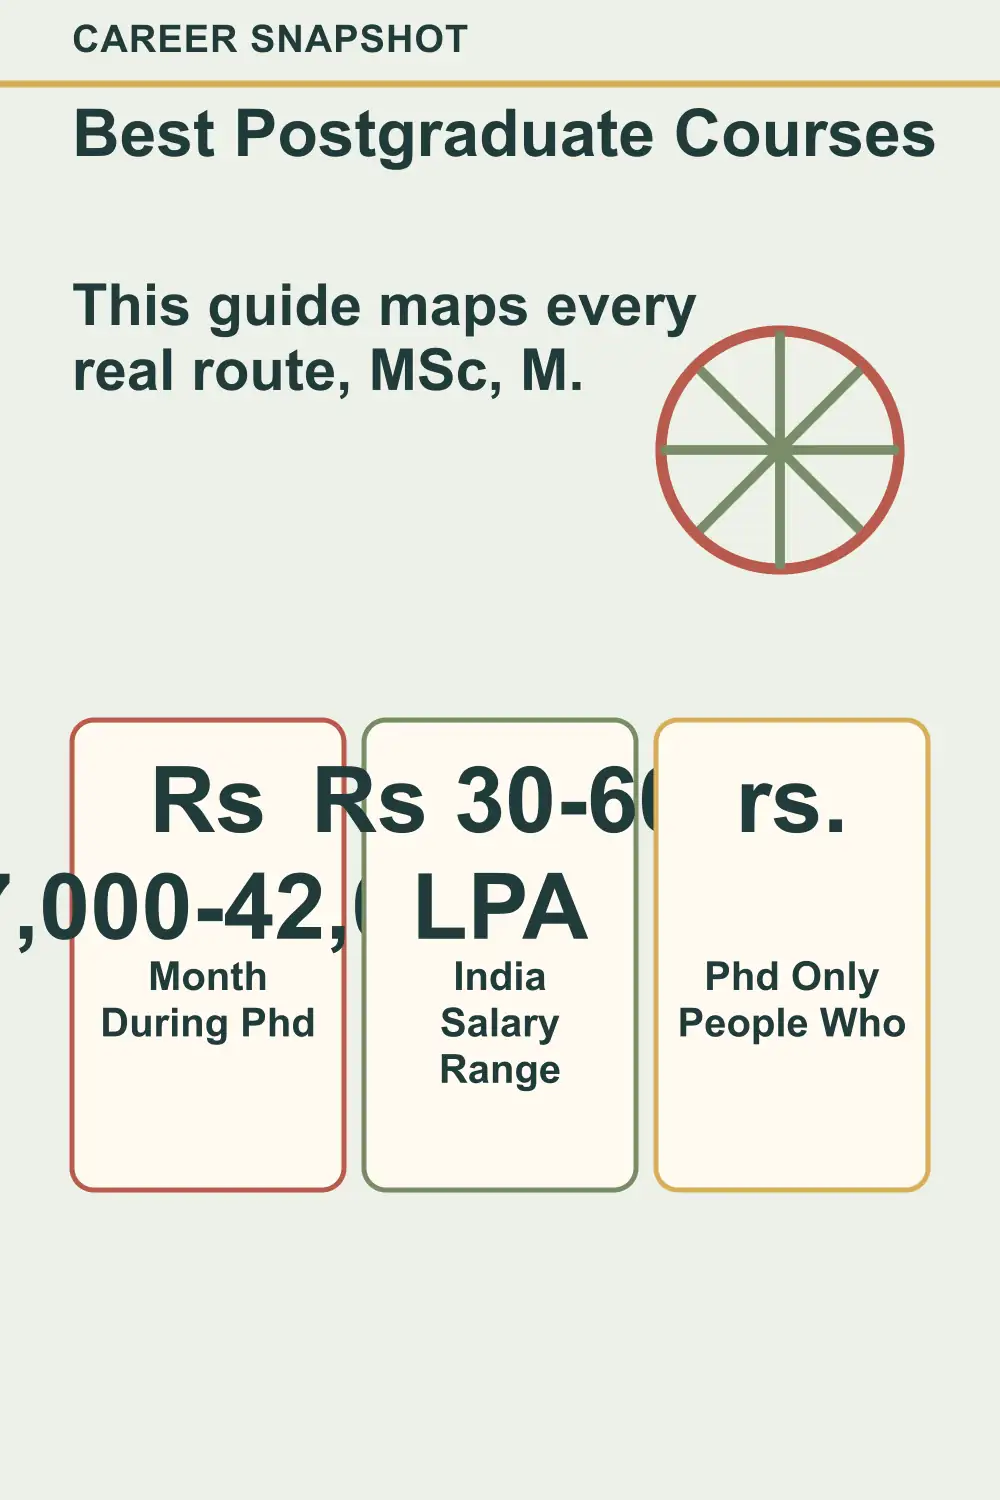 CAREER SNAPSHOT
Best Postgraduate Courses
This guide maps every
real route, MSc, M.
Rs
,000-42,
Month
During Phd
Rs 30-6
LPA
India
Salary
Range
rs.
Phd Only
People Who